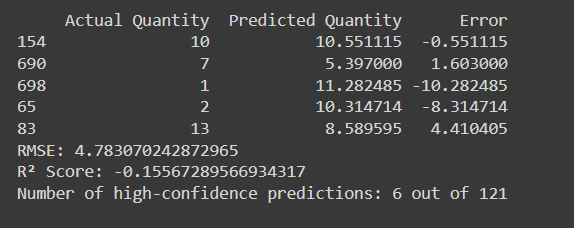 Actual Quantity  Predicted Quantity     Error
154               10           10.551115  -0.551115
690                7            5.397000   1.603000
698                1           11.282485 -10.282485
65                 2           10.314714  -8.314714
83                13            8.589595   4.410405
RMSE: 4.783070242872965
R² Score: -0.15567289566934317
Number of high-confidence predictions: 6 out of 121